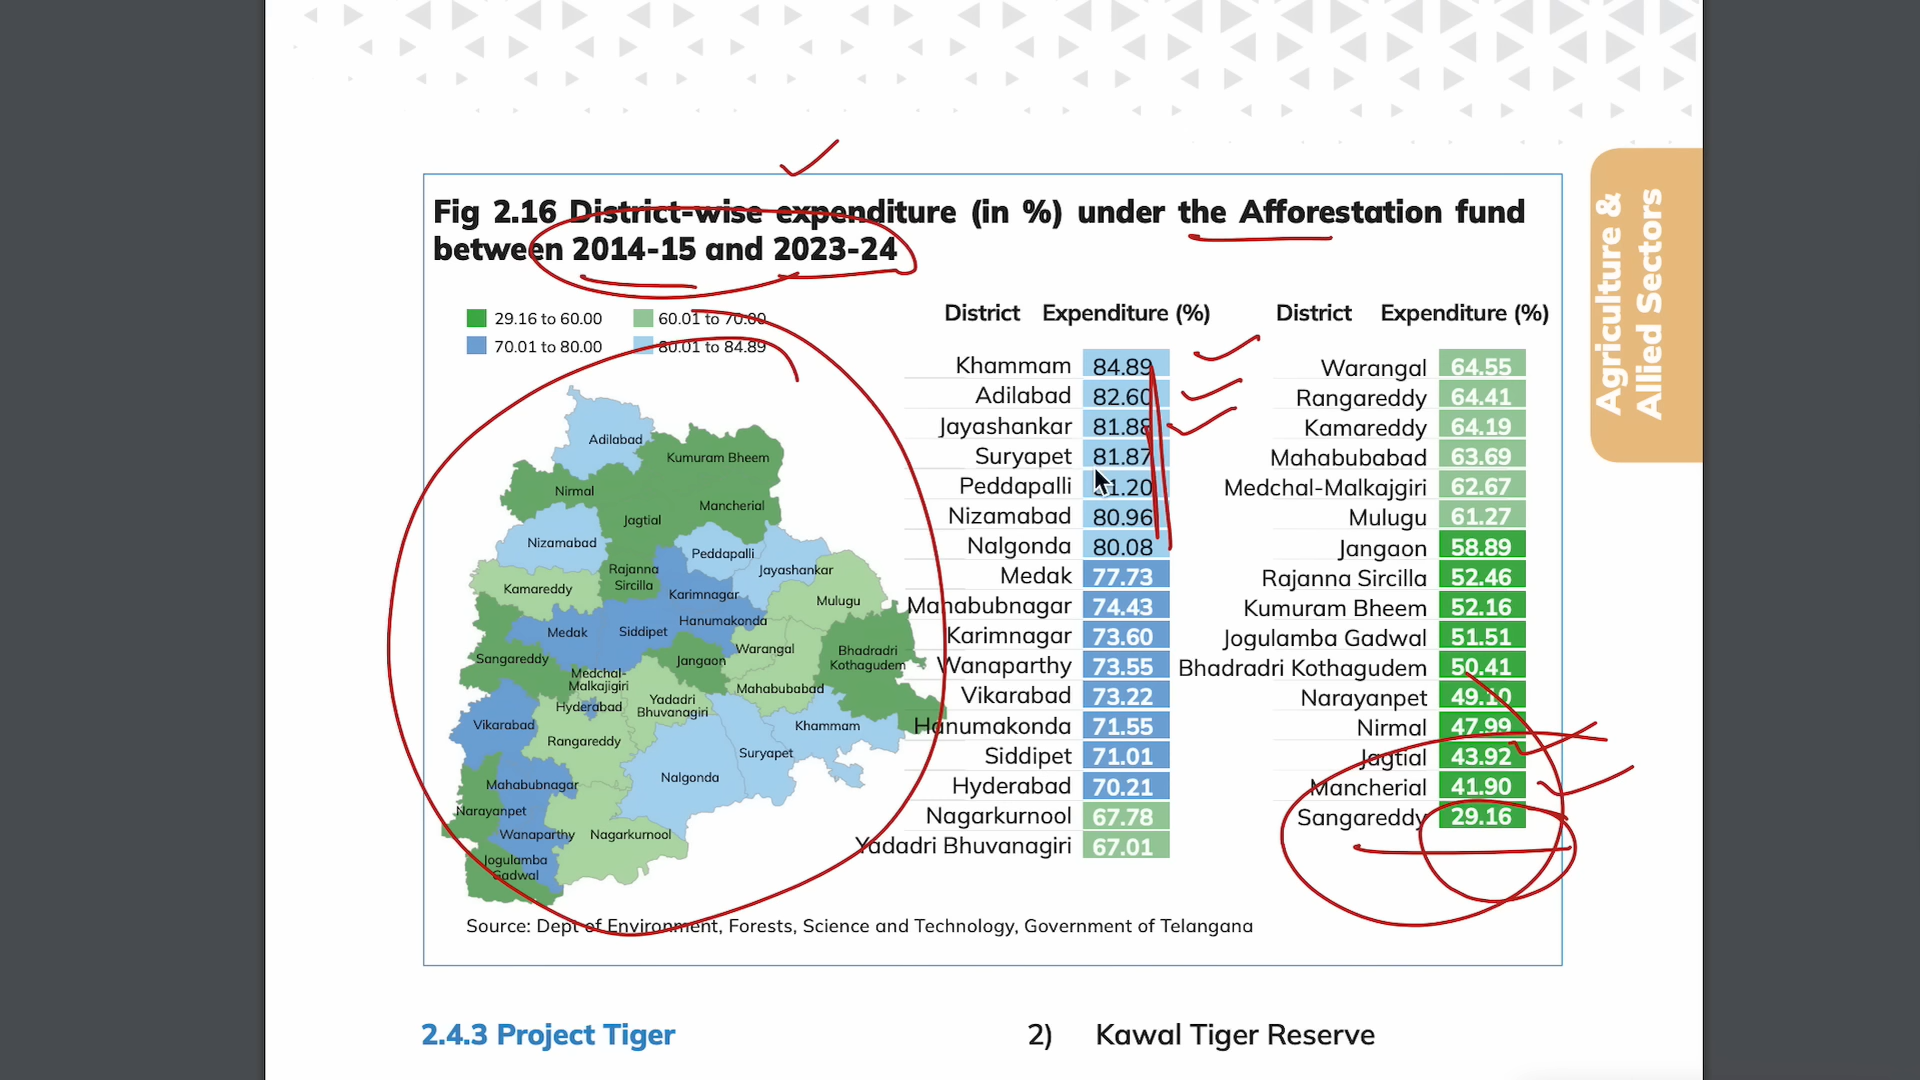 Agriculture &
Allied Sectors
Fig 2.16 District-wise expenditure (in %) under the Afforestation fund
between 2014-15 and 2023-24
29.16 to 60.00
60.01 to 70.00
70.01 to 80.00
80.01 to 84.89
Adilabad
Kumuram Bheem
Nirmal
Mancherial
Jagtial
Nizamabad
Peddapalli
Rajanna
Sircilla
Jayashankar
Kamareddy
Karimnagar
Mulugu
Hanumakonda
Medak
Siddipet
Warangal
Bhadradri
Kothagudem
Sangareddy
Jangaon
Medchal-
Malkajigiri
Mahabubabad
Yadadri
Bhuvanagiri
Hyderabad
Vikarabad
Khammam
Rangareddy
Suryapet
Nalgonda
Mahabubnagar
Narayanpet
Wanaparthy
Nagarkurnool
Jogulamba
Gadwal
District Expenditure (%)
Khammam 84.89
Adilabad 82.60
Jayashankar 81.88
Suryapet 81.87
Peddapalli
Nizamabad 80.96
Nalgonda 80.08
Medak 77.73
Mahabubnagar 74.43
Karimnagar 73.60
Wanaparthy 73.55
Vikarabad 73.22
Hanumakonda 71.55
Siddipet 71.01
Hyderabad 70.21
Nagarkurnool 67.78
Yadadri Bhuvanagiri 67.01
District Expenditure (%)
Warangal 64.55
Rangareddy 64.41
Kamareddy 64.19
Mahabubabad 63.69
Medchal-Malkajgiri 62.67
Mulugu 61.27
Jangaon 58.89
Rajanna Sircilla 52.46
Kumuram Bheem 52.16
Jogulamba Gadwal 51.51
Bhadradri Kothagudem 50.41
Narayanpet 49.10
Nirmal 47.99
Jagtial 43.92
Mancherial 41.90
Sangareddy 29.16
Source: Dept of Environment, Forests, Science and Technology, Government of Telangana
2.4.3 Project Tiger
2) Kawal Tiger Reserve